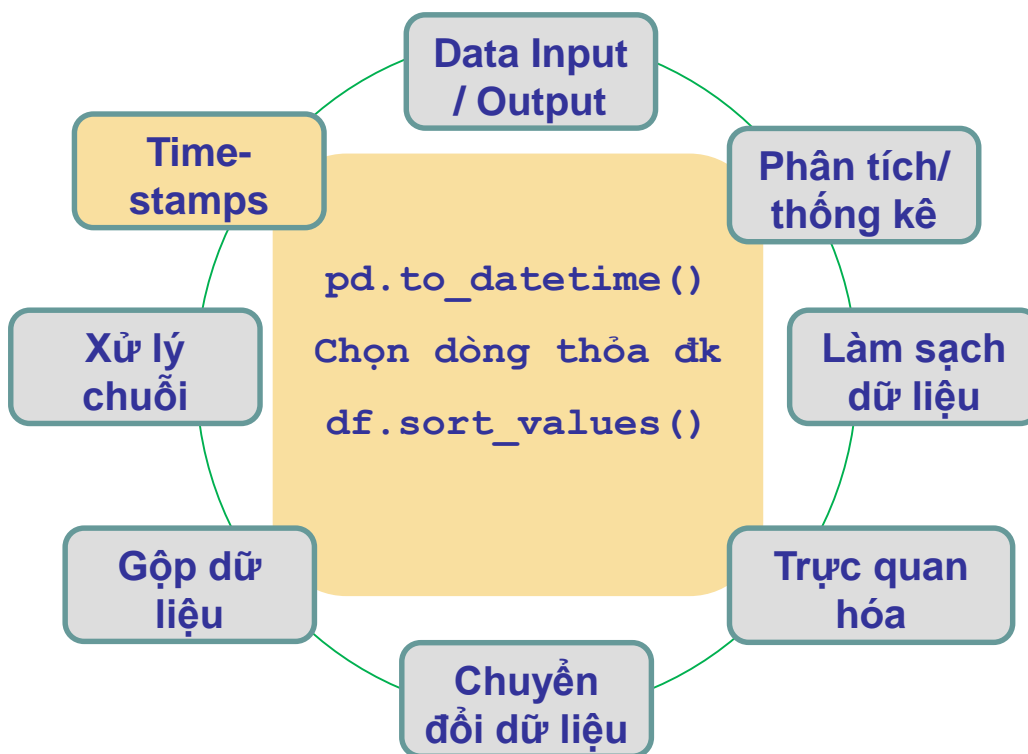 Data Input
/ Output
Time-
stamps
Phân tích/
thống kê
pd.to_datetime()
Chọn dòng thỏa đk
df.sort_values()
Xử lý
chuỗi
Làm sạch
dữ liệu
Gộp dữ
liệu
Trực quan
hóa
Chuyển
đổi dữ liệu